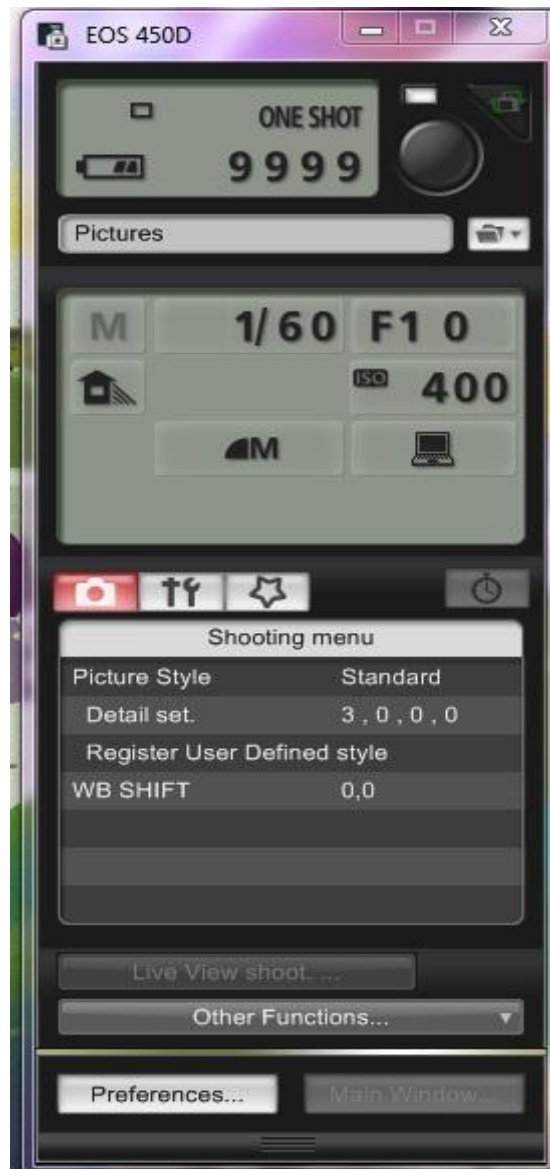 EOS 450D
ONE SHOT
9999
Pictures
M 1/60 F10
ISO 400
M
Shooting menu
Picture Style Standard
Detail set. 3 , 0 , 0 , 0
Register User Defined style
WB SHIFT 0,0
Live View shoot. ...
Other Functions...
Preferences... Main Window...